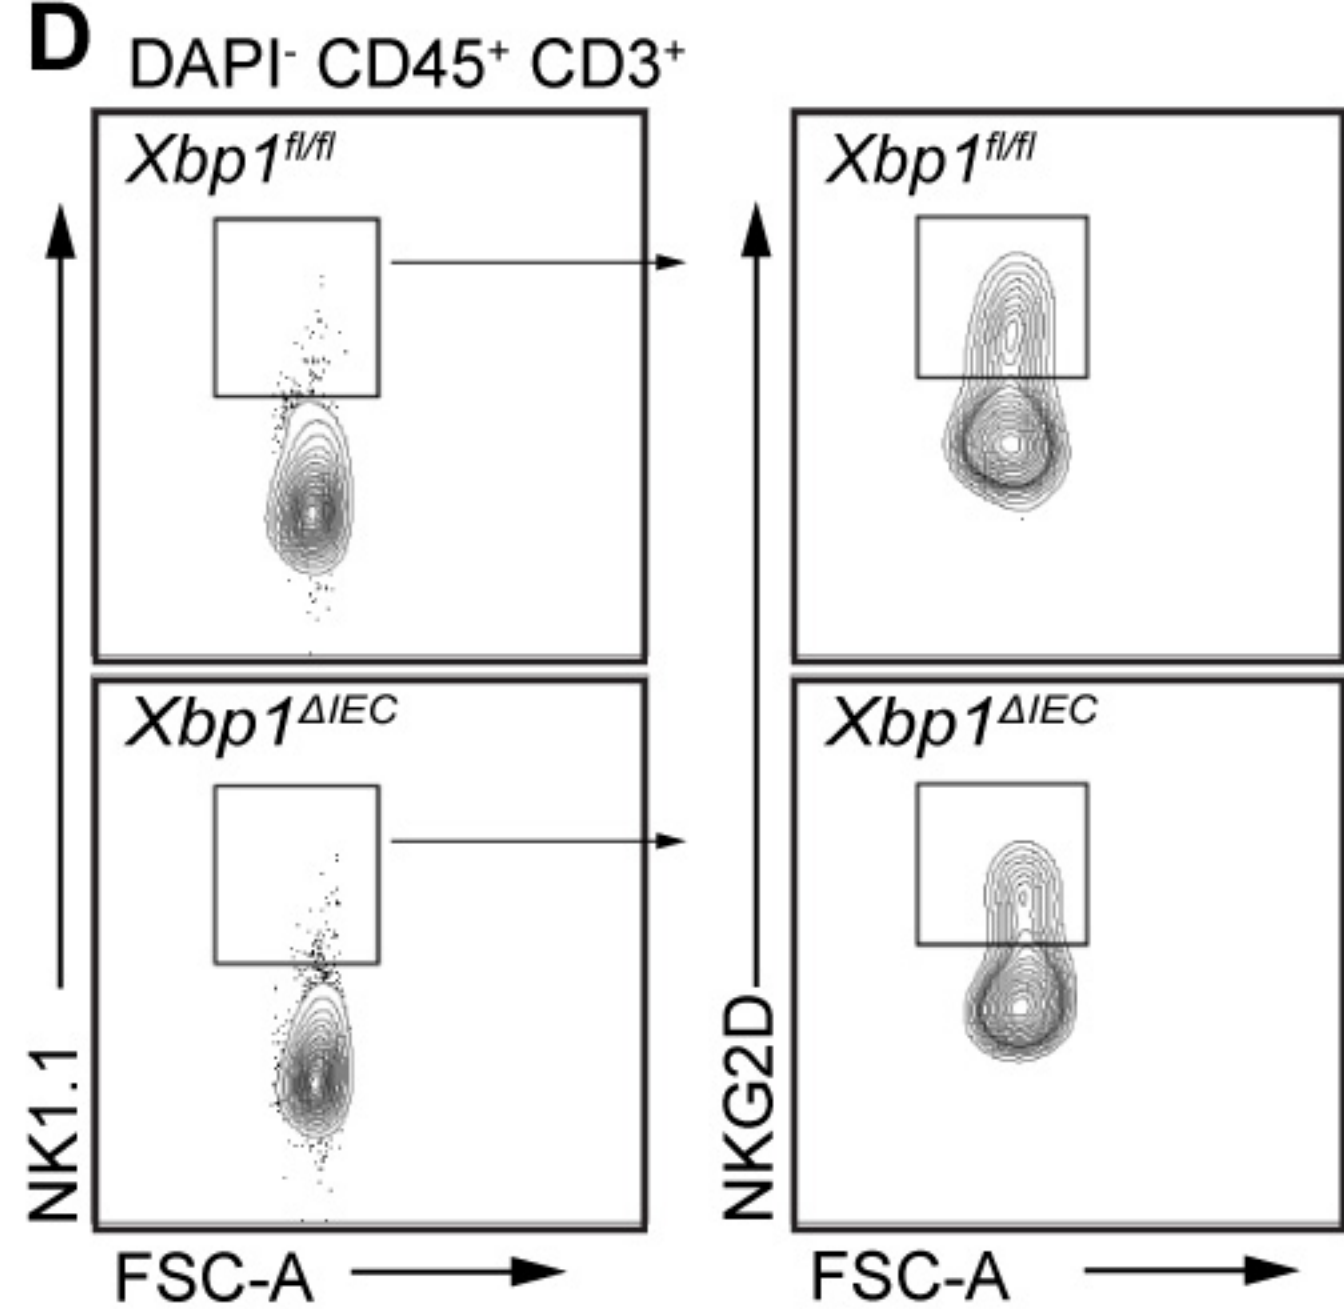 D
DAPI⁻ CD45⁺ CD3⁺
Xbp1ᶠˡ/ᶠˡ
Xbp1ᶠˡ/ᶠˡ
Xbp1ΔIEC
Xbp1ΔIEC
NK1.1
NKG2D
FSC-A
FSC-A